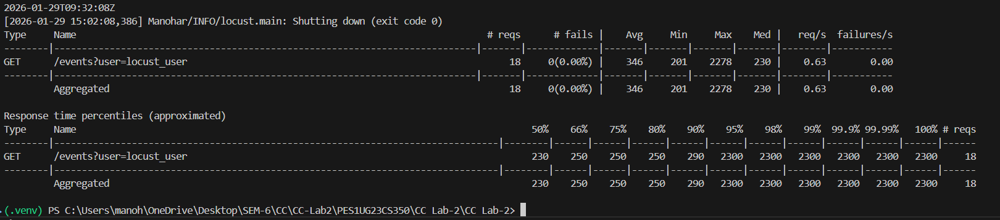 2026-01-29T09:32:08Z
[2026-01-29 15:02:08,386] Manohar/INFO/locust.main: Shutting down (exit code 0)
Type     Name                                                                          # reqs      # fails |    Avg     Min     Max    Med |   req/s  failures/s
--------|----------------------------------------------------------------------------|-------|-------------|-------|-------|-------|-------|--------|-----------
GET      /events?user=locust_user                                                          18     0(0.00%) |    346     201    2278    230 |    0.63        0.00
--------|----------------------------------------------------------------------------|-------|-------------|-------|-------|-------|-------|--------|-----------
         Aggregated                                                                        18     0(0.00%) |    346     201    2278    230 |    0.63        0.00
Response time percentiles (approximated)
Type     Name                                                                                  50%    66%    75%    80%    90%    95%    98%    99%  99.9% 99.99%   100% # reqs
--------|--------------------------------------------------------------------------------|--------|------|------|------|------|------|------|------|------|------|------|------
GET      /events?user=locust_user                                                              230    250    250    250    290   2300   2300   2300   2300   2300   2300     18
--------|--------------------------------------------------------------------------------|--------|------|------|------|------|------|------|------|------|------|------|------
         Aggregated                                                                            230    250    250    250    290   2300   2300   2300   2300   2300   2300     18
(.venv) PS C:\Users\manoh\OneDrive\Desktop\SEM-6\CC\CC-Lab2\PES1UG23CS350\CC Lab-2\CC Lab-2>